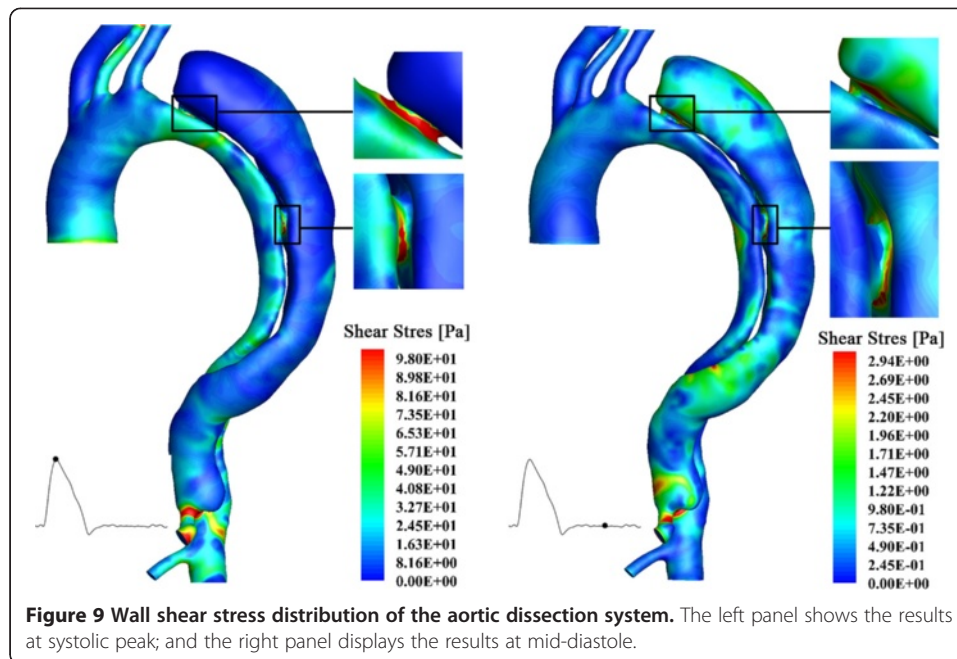 Shear Stres [Pa]
9.80E+01
8.98E+01
8.16E+01
7.35E+01
6.53E+01
5.71E+01
4.90E+01
4.08E+01
3.27E+01
2.45E+01
1.63E+01
8.16E+00
0.00E+00
Shear Stres [Pa]
2.94E+00
2.69E+00
2.45E+00
2.20E+00
1.96E+00
1.71E+00
1.47E+00
1.22E+00
9.80E-01
7.35E-01
4.90E-01
2.45E-01
0.00E+00
Figure 9 Wall shear stress distribution of the aortic dissection system. The left panel shows the results
at systolic peak; and the right panel displays the results at mid-diastole.